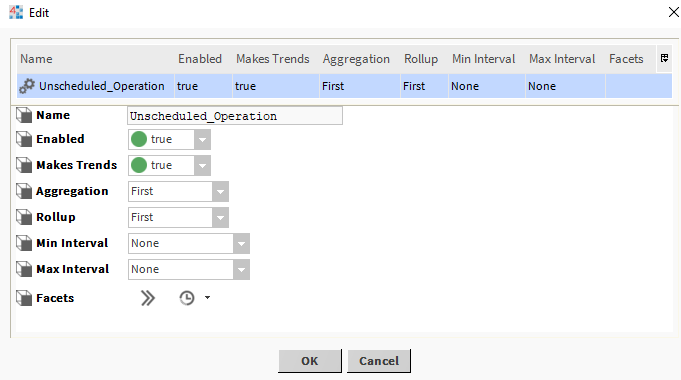 Edit
Name Enabled Makes Trends Aggregation Rollup Min Interval Max Interval Facets
Unscheduled_Operation true true First First None None
Name Unscheduled_Operation
Enabled true
Makes Trends true
Aggregation First
Rollup First
Min Interval None
Max Interval None
Facets
OK Cancel